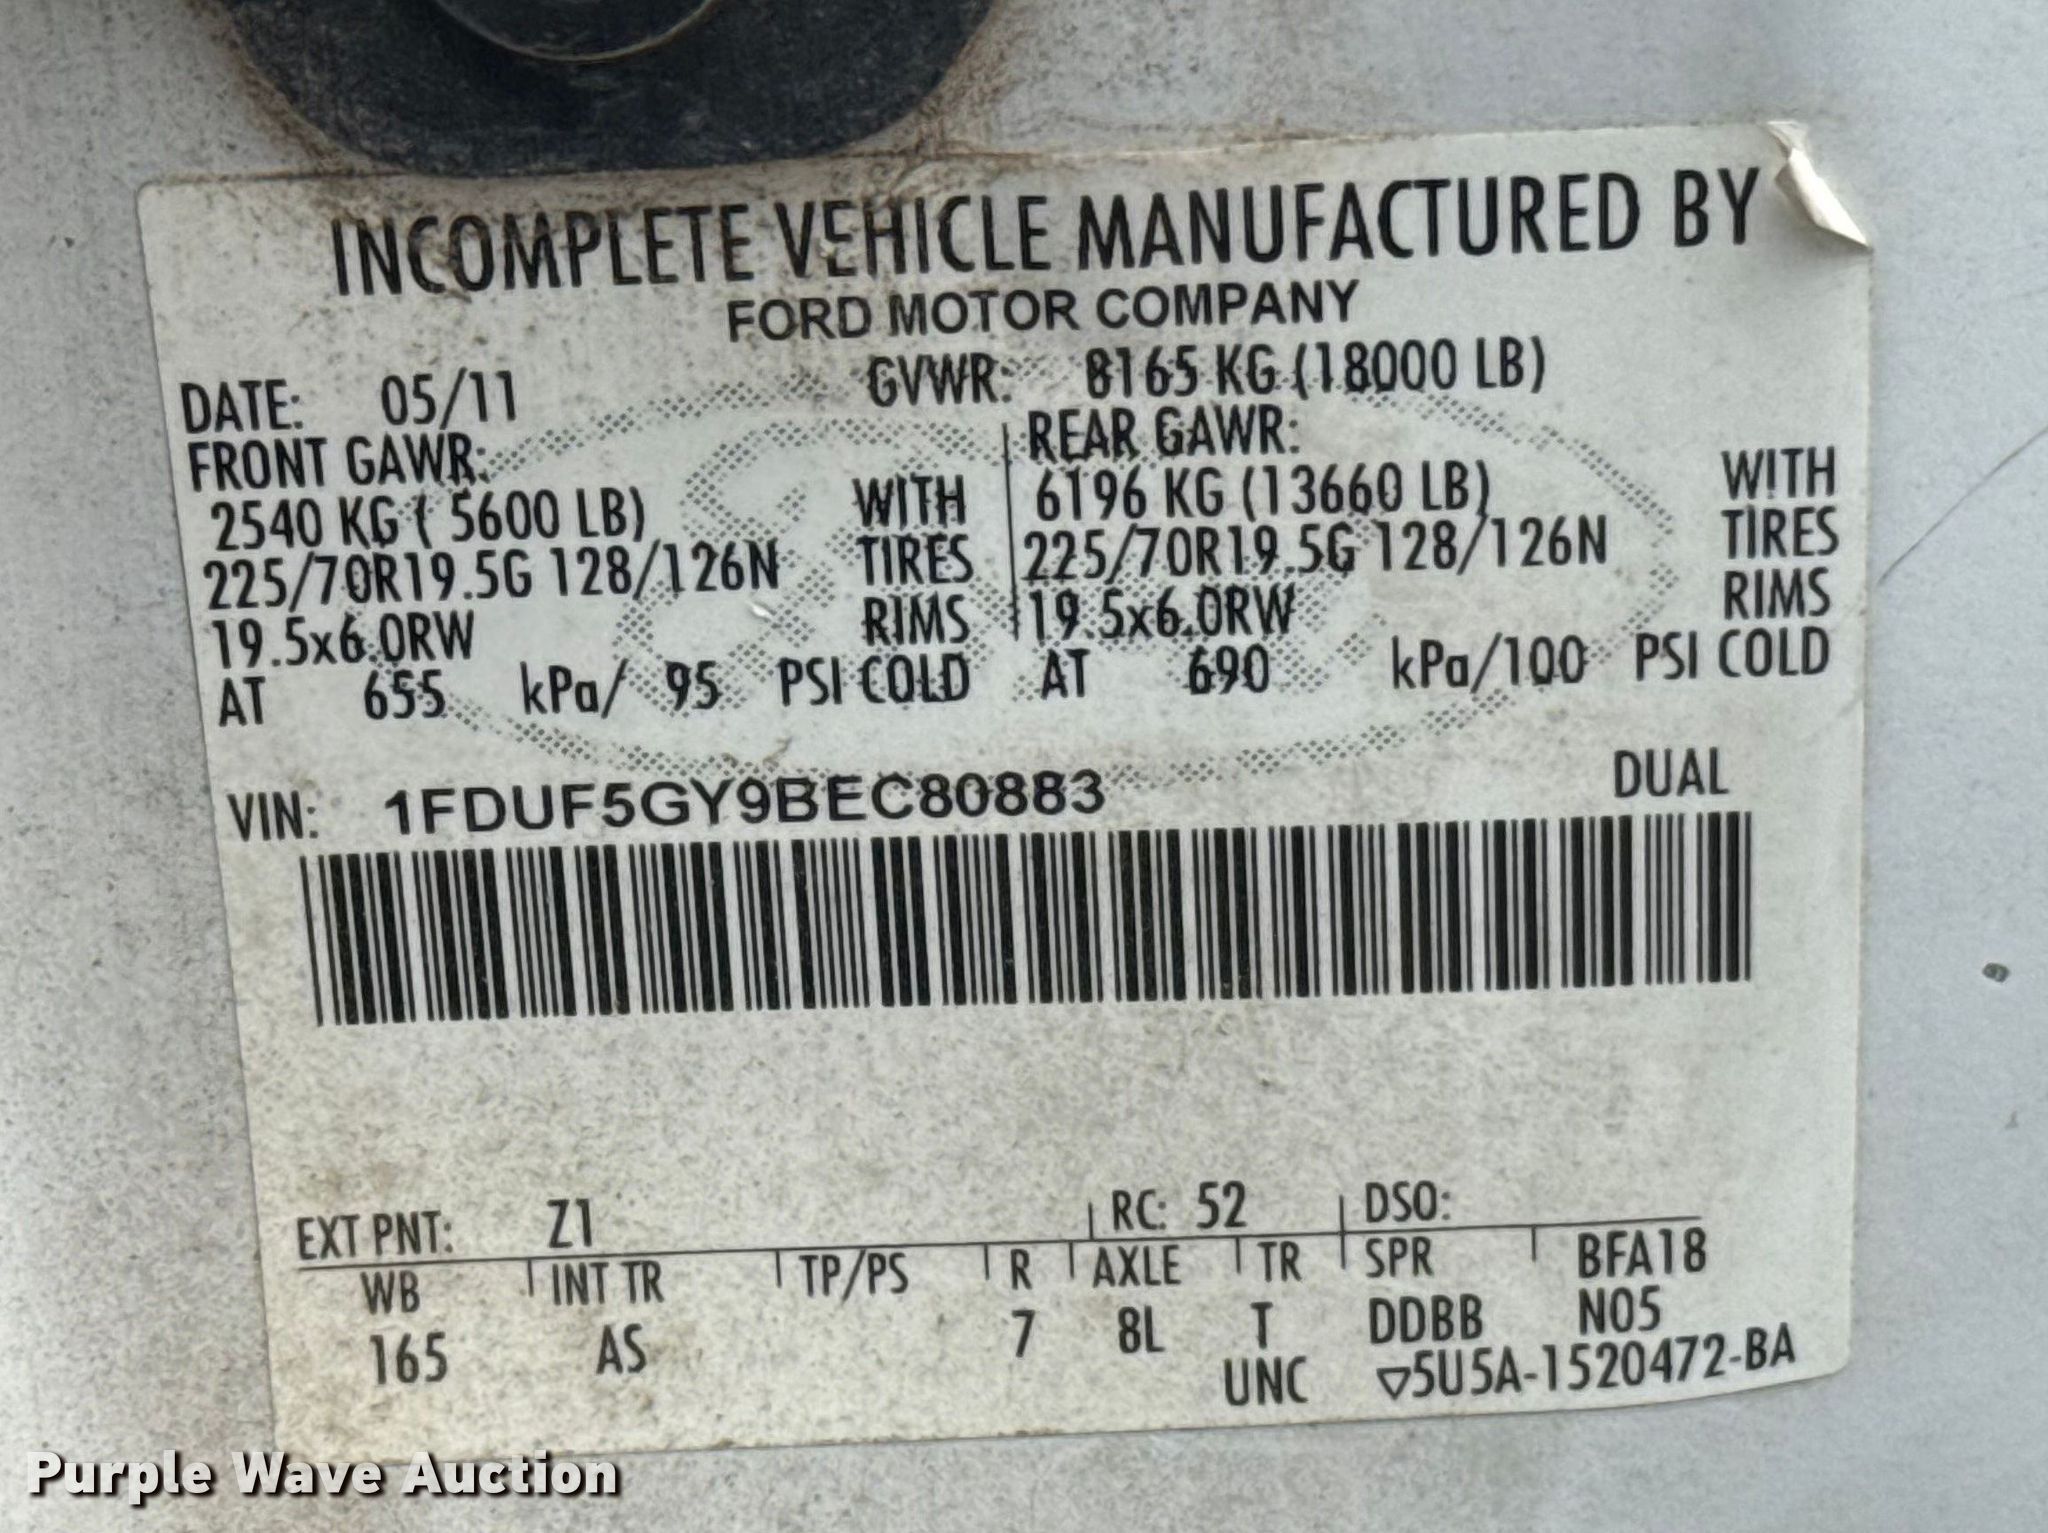 INCOMPLETE VEHICLE MANUFACTURED BY
FORD MOTOR COMPANY
DATE: 05/11 GVWR: 8165 KG (18000 LB)
FRONT GAWR: REAR GAWR:
2540 KG ( 5600 LB) WITH 6196 KG (13660 LB) WITH
225/70R19.5G 128/126N TIRES 225/70R19.5G 128/126N TIRES
19.5x6.0RW RIMS 19.5x6.0RW RIMS
AT 655 kPa/ 95 PSI COLD AT 690 kPa/100 PSI COLD
VIN: 1FDUF5GY9BEC80883 DUAL
EXT PNT: Z1 RC: 52 DSO:
WB INT TR TP/PS R AXLE TR SPR BFA18
165 AS 7 8L T DDBB N05
UNC ▽5U5A-1520472-BA
Purple Wave Auction